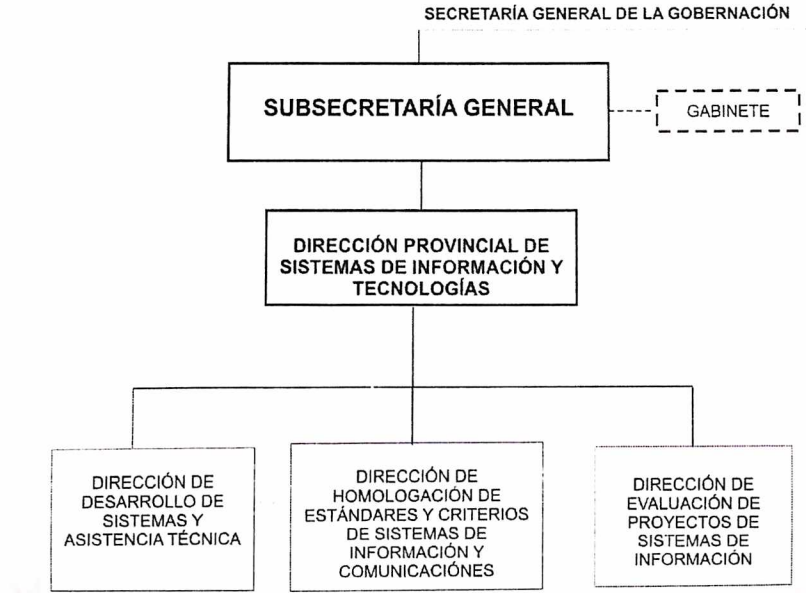 SECRETARÍA GENERAL DE LA GOBERNACIÓN
SUBSECRETARÍA GENERAL
GABINETE
DIRECCIÓN PROVINCIAL DE
SISTEMAS DE INFORMACIÓN Y
TECNOLOGÍAS
DIRECCIÓN DE
DESARROLLO DE
SISTEMAS Y
ASISTENCIA TÉCNICA
DIRECCIÓN DE
HOMOLOGACIÓN DE
ESTÁNDARES Y CRITERIOS
DE SISTEMAS DE
INFORMACIÓN Y
COMUNICACIÓNES
DIRECCIÓN DE
EVALUACIÓN DE
PROYECTOS DE
SISTEMAS DE
INFORMACIÓN